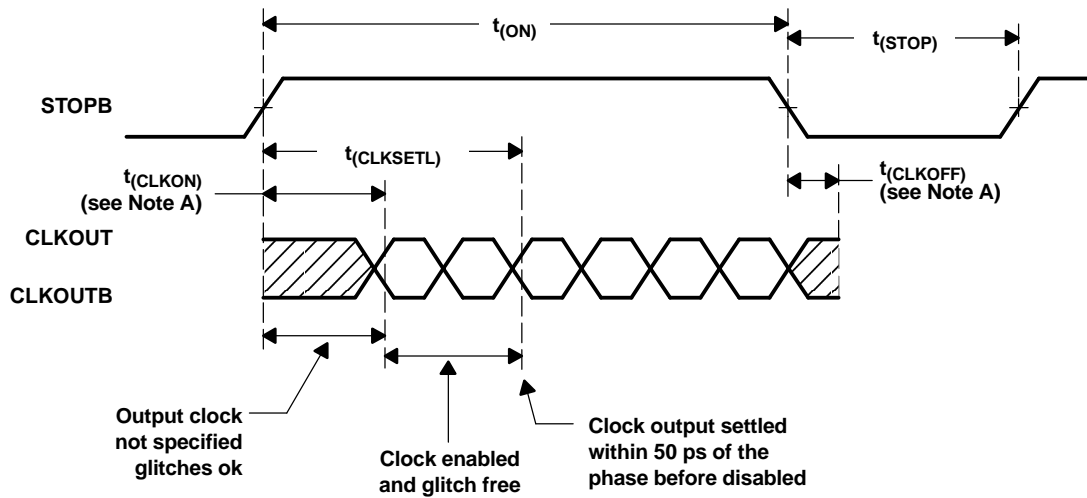 t(ON)
t(STOP)
STOPB
t(CLKSETL)
t(CLKON)
(see Note A)
t(CLKOFF)
(see Note A)
CLKOUT
CLKOUTB
Output clock
not specified
glitches ok
Clock enabled
and glitch free
Clock output settled
within 50 ps of the
phase before disabled